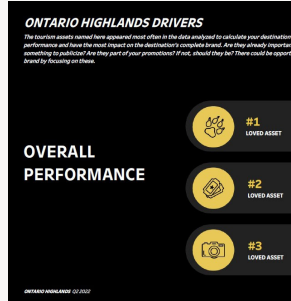 ONTARIO HIGHLANDS DRIVERS
The tourism assets named here appeared most often in the data analyzed to calculate your destination
performance and have the most impact on the destination's complete brand. Are they already importan
something to publicize? Are they part of your promotions? If not, should they be? There could be opport
brand by focusing on these.
#1
LOVED ASSET
OVERALL
PERFORMANCE
#2
LOVED ASSET
#3
LOVED ASSET
ONTARIO HIGHLANDS Q2 2022